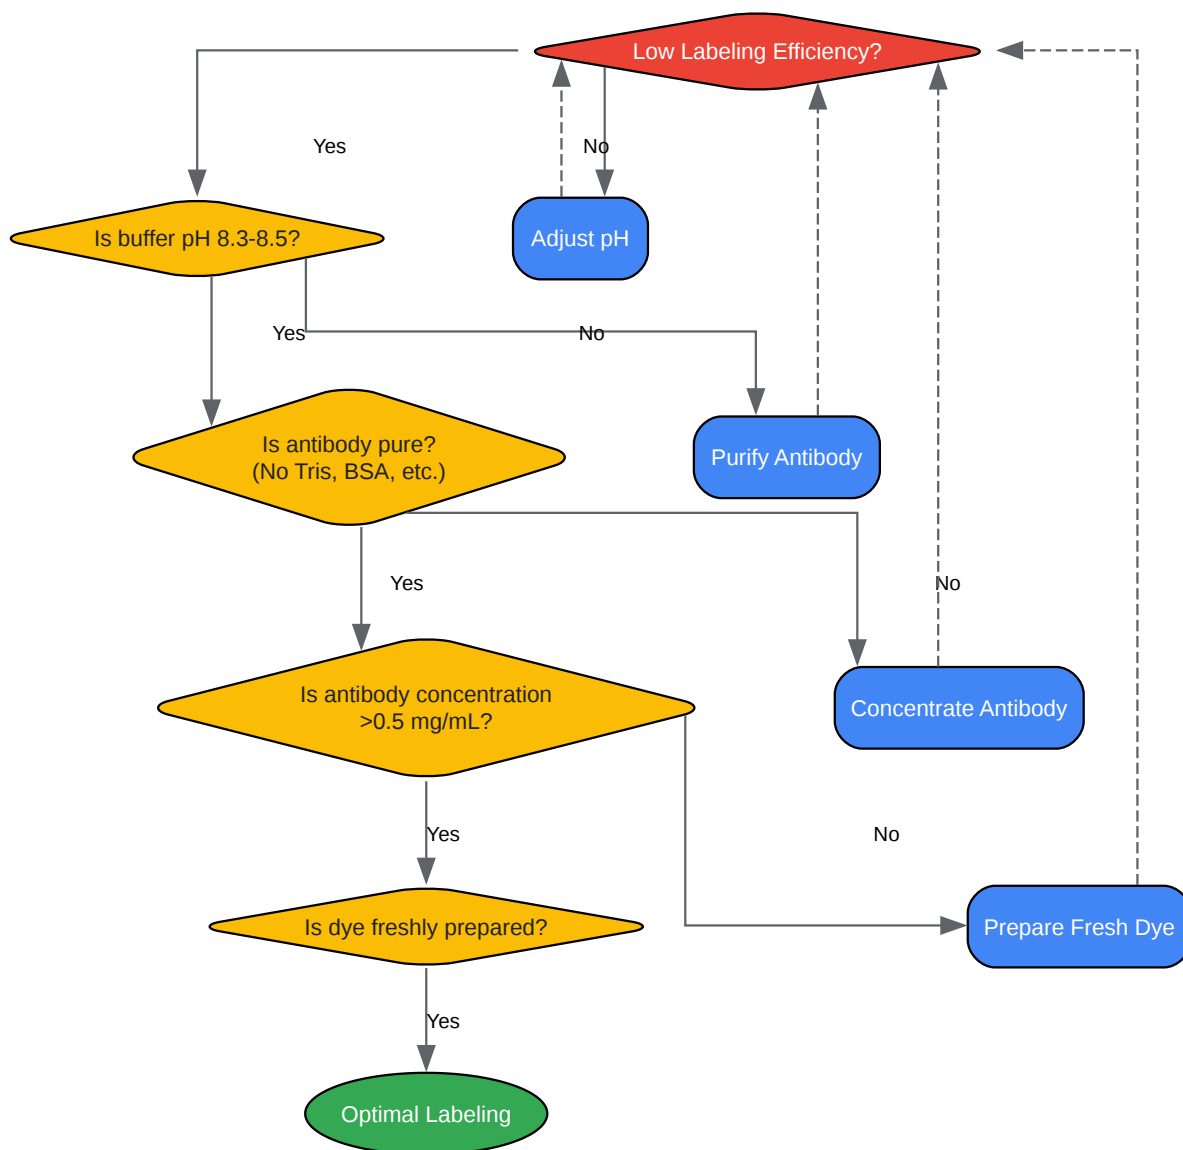 Low Labeling Efficiency?
Yes
No
Is buffer pH 8.3-8.5?
Adjust pH
Yes
No
Is antibody pure?
(No Tris, BSA, etc.)
Purify Antibody
Yes
No
Is antibody concentration
>0.5 mg/mL?
Concentrate Antibody
Yes
No
Is dye freshly prepared?
Prepare Fresh Dye
Yes
Optimal Labeling